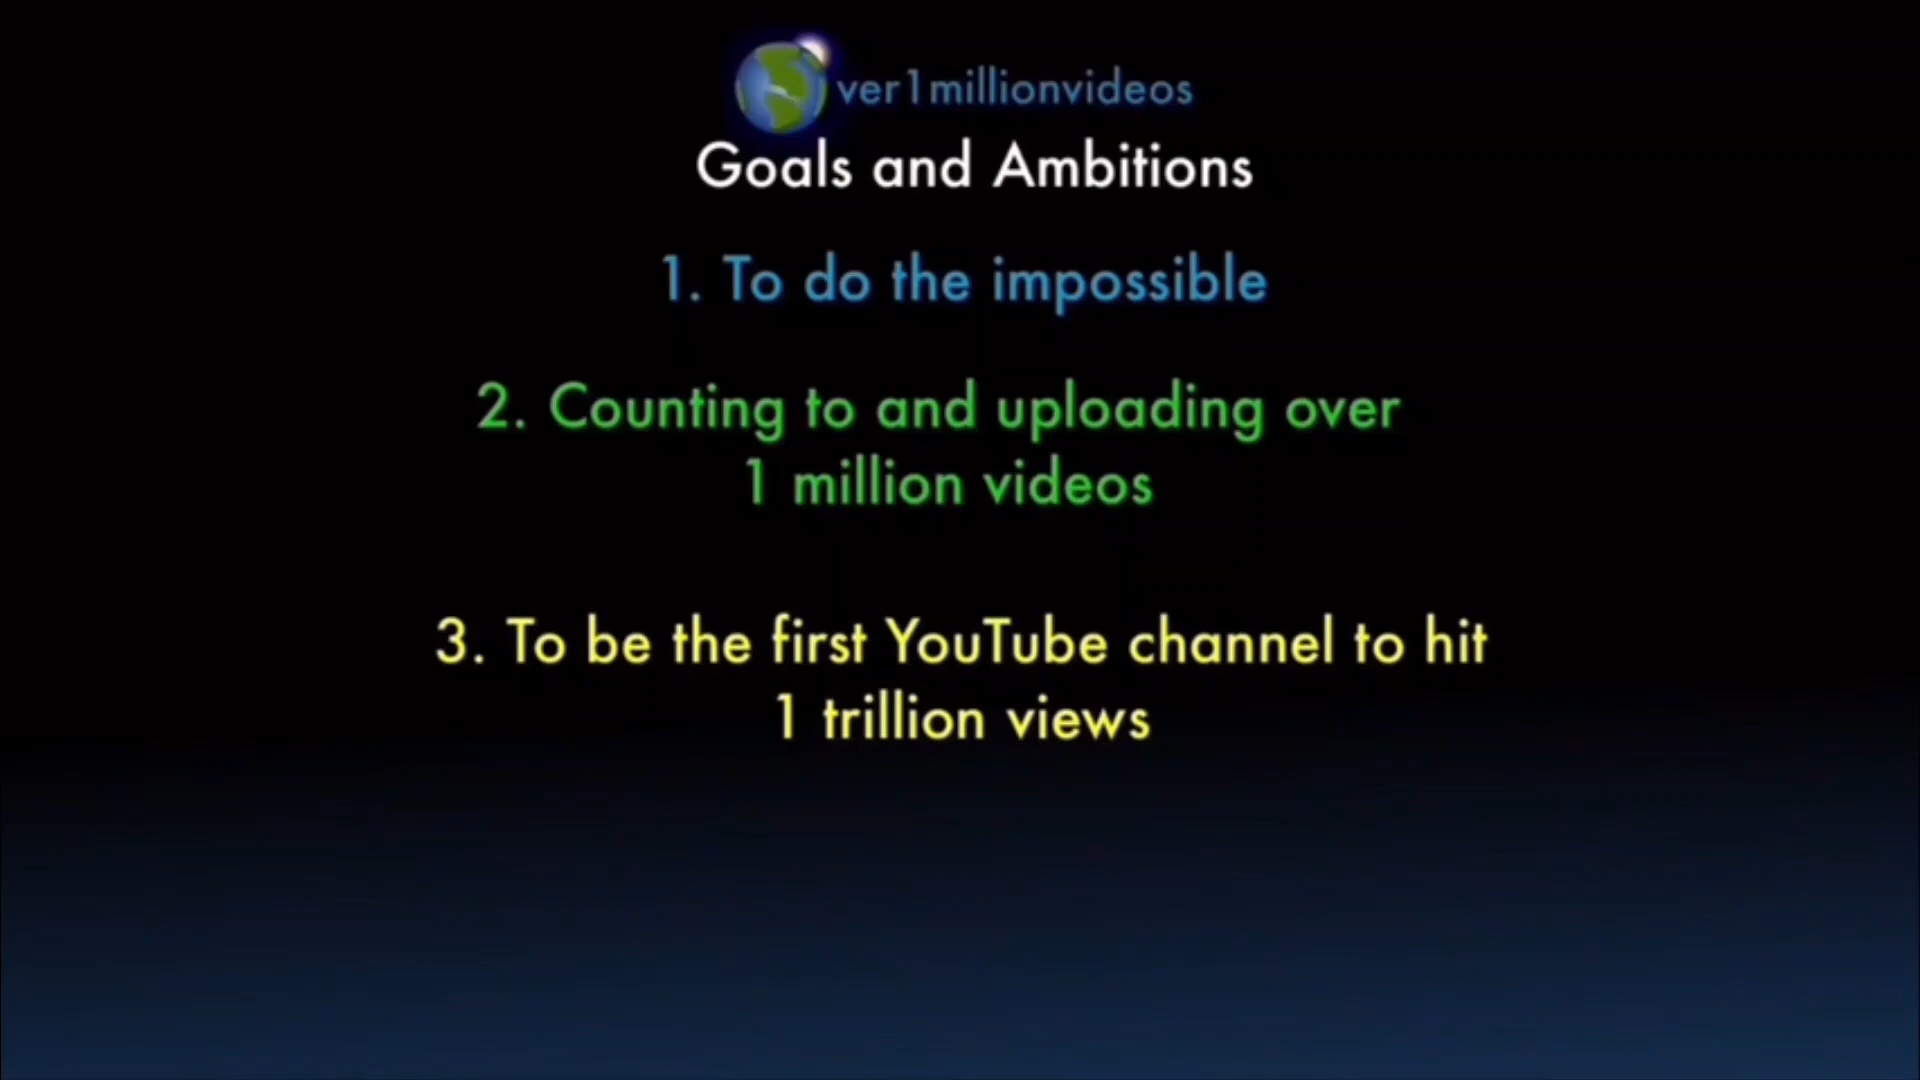 ver1millionvideos
Goals and Ambitions
1. To do the impossible
2. Counting to and uploading over
1 million videos
3. To be the first YouTube channel to hit
1 trillion views